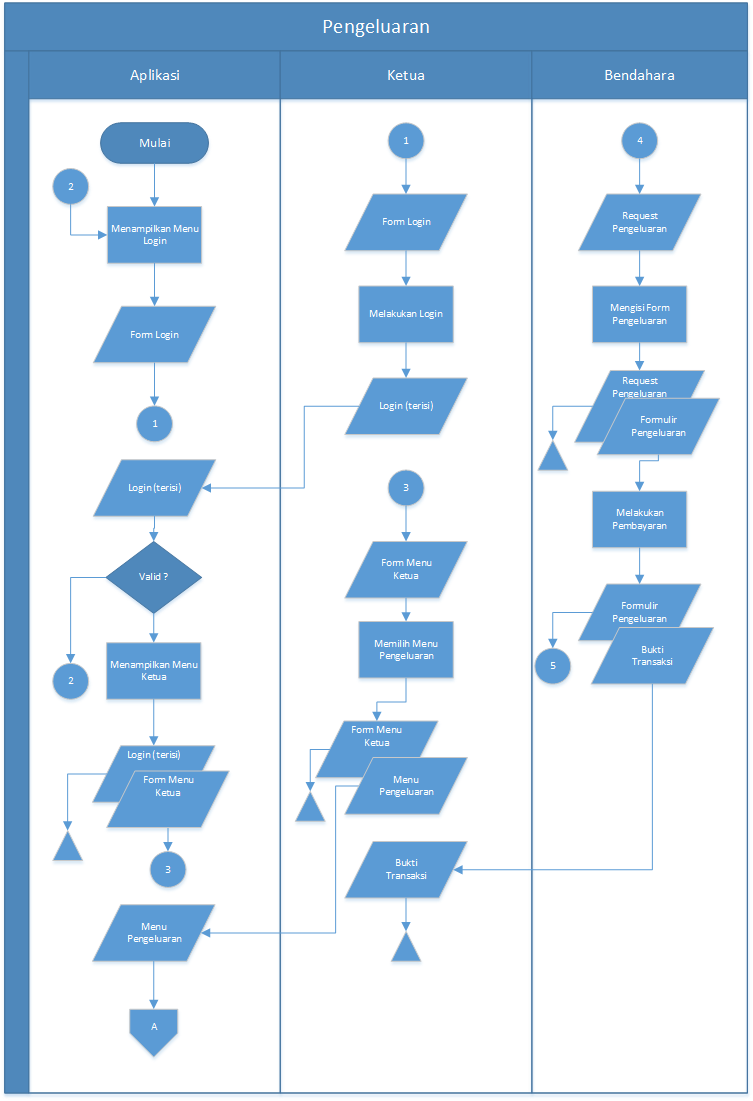 Pengeluaran
Aplikasi
Ketua
Bendahara
Mulai
2
Menampilkan Menu
Login
Form Login
1
Login (terisi)
Valid ?
2
Menampilkan Menu
Ketua
Login (terisi)
Form Menu
Ketua
3
Menu
Pengeluaran
A
1
Form Login
Melakukan Login
Login (terisi)
3
Form Menu
Ketua
Memilih Menu
Pengeluaran
Form Menu
Ketua
Menu
Pengeluaran
Bukti
Transaksi
4
Request
Pengeluaran
Mengisi Form
Pengeluaran
Request
Pengeluaran
Formulir
Pengeluaran
Melakukan
Pembayaran
Formulir
Pengeluaran
5
Bukti
Transaksi